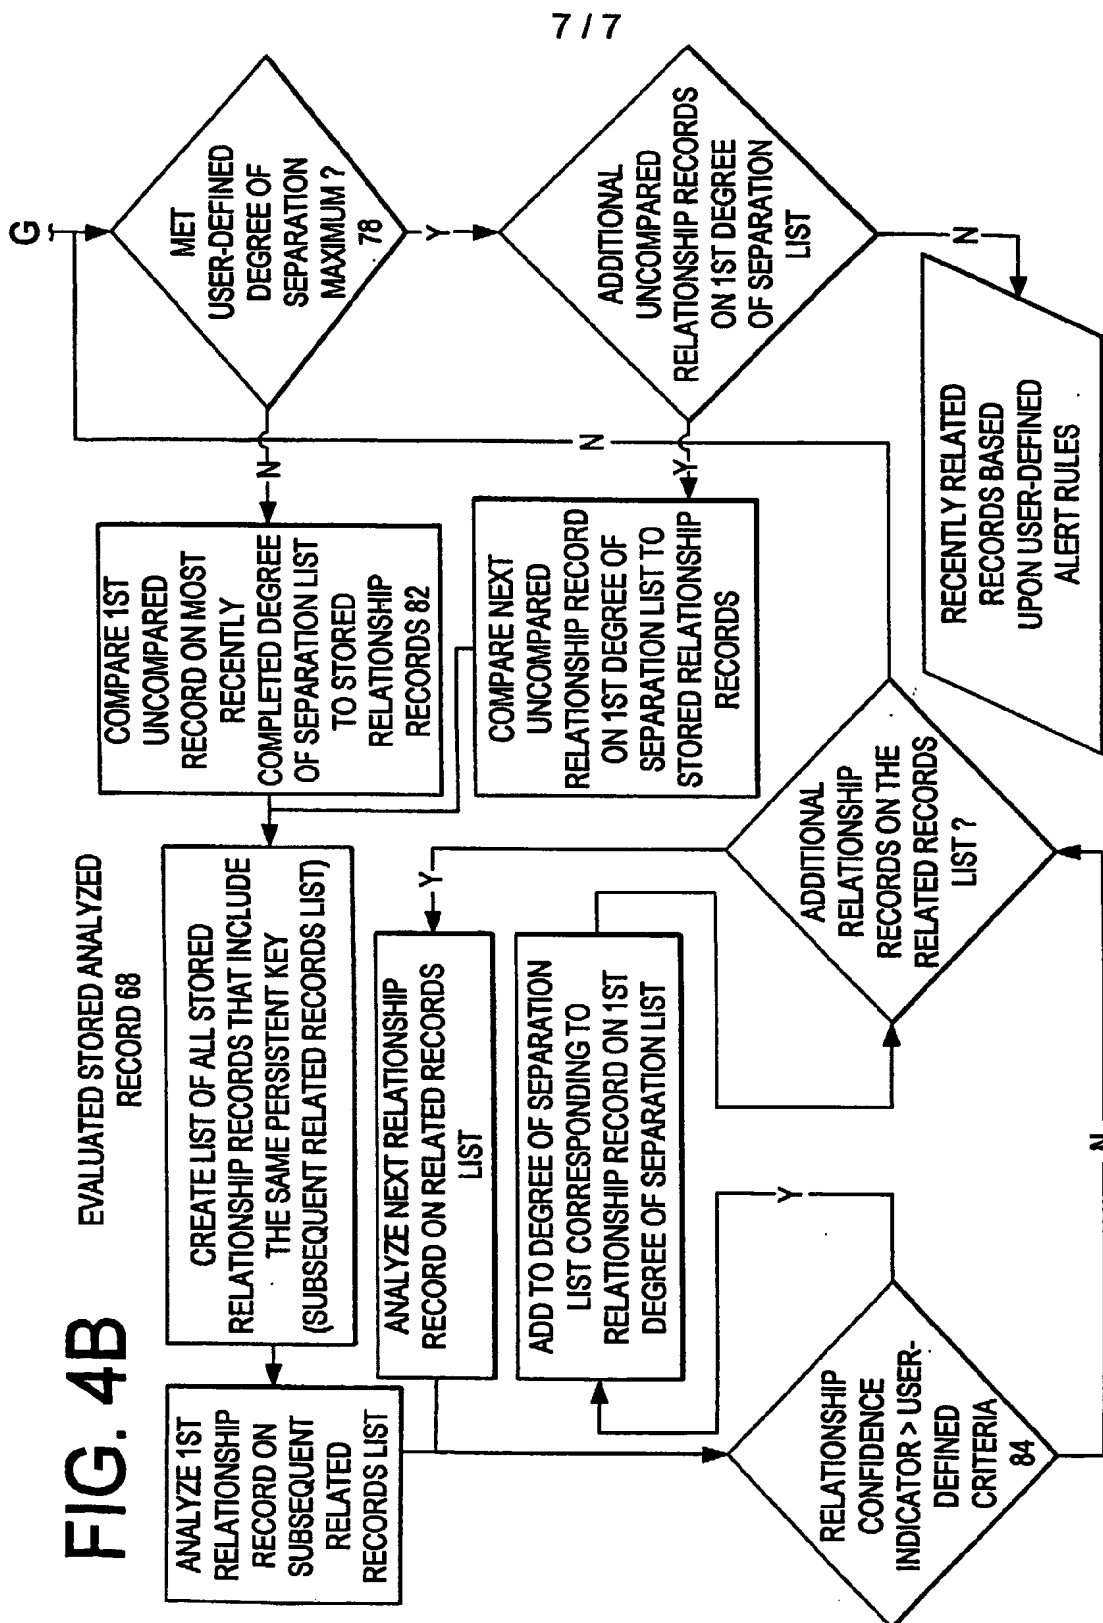 7 / 7
FIG. 4B
EVALUATED STORED ANALYZED
RECORD 68
G
MET
USER-DEFINED
DEGREE OF
SEPARATION
MAXIMUM ?
78
N
Y
COMPARE 1ST
UNCOMPARED
RECORD ON MOST
RECENTLY
COMPLETED DEGREE
OF SEPARATION LIST
TO STORED
RELATIONSHIP
RECORDS 82
ADDITIONAL
UNCOMPARED
RELATIONSHIP RECORDS
ON 1ST DEGREE
OF SEPARATION
LIST
Y
N
COMPARE NEXT
UNCOMPARED
RELATIONSHIP RECORD
ON 1ST DEGREE OF
SEPARATION LIST TO
STORED RELATIONSHIP
RECORDS
RECENTLY RELATED
RECORDS BASED
UPON USER-DEFINED
ALERT RULES
CREATE LIST OF ALL STORED
RELATIONSHIP RECORDS THAT INCLUDE
THE SAME PERSISTENT KEY
(SUBSEQUENT RELATED RECORDS LIST)
ANALYZE 1ST
RELATIONSHIP
RECORD ON
SUBSEQUENT
RELATED
RECORDS LIST
ANALYZE NEXT RELATIONSHIP
RECORD ON RELATED RECORDS
LIST
Y
N
ADDITIONAL
RELATIONSHIP
RECORDS ON THE
RELATED RECORDS
LIST ?
ADD TO DEGREE OF SEPARATION
LIST CORRESPONDING TO
RELATIONSHIP RECORD ON 1ST
DEGREE OF SEPARATION LIST
Y
RELATIONSHIP
CONFIDENCE
INDICATOR > USER-
DEFINED
CRITERIA
84
N